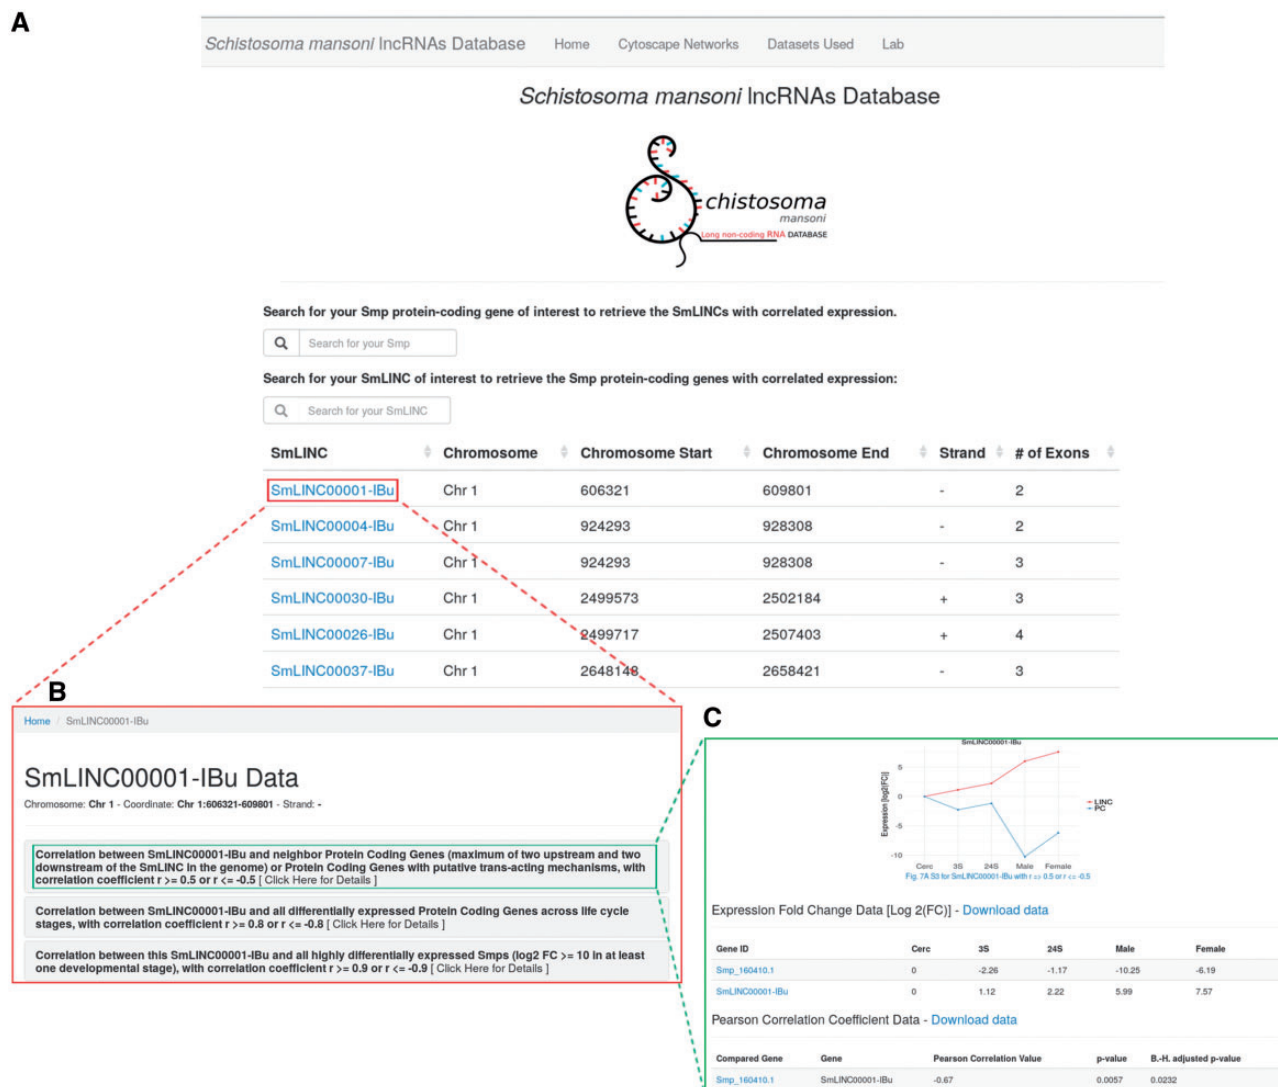 A
Schistosoma mansoni lncRNAs Database Home Cytoscape Networks Datasets Used Lab
Schistosoma mansoni lncRNAs Database
chistosoma
mansoni
Long non-coding RNA DATABASE
Search for your Smp protein-coding gene of interest to retrieve the SmLINCs with correlated expression.
Search for your Smp
Search for your SmLINC of interest to retrieve the Smp protein-coding genes with correlated expression:
Search for your SmLINC
SmLINC Chromosome Chromosome Start Chromosome End Strand # of Exons
SmLINC00001-IBu Chr 1 606321 609801 - 2
SmLINC00004-IBu Chr 1 924293 928308 - 2
SmLINC00007-IBu Chr 1 924293 928308 - 3
SmLINC00030-IBu Chr 1 2499573 2502184 + 3
SmLINC00026-IBu Chr 1 2499717 2507403 + 4
SmLINC00037-IBu Chr 1 2648148 2658421 - 3
B
Home / SmLINC00001-IBu
SmLINC00001-IBu Data
Chromosome: Chr 1 - Coordinate: Chr 1:606321-609801 - Strand: -
Correlation between SmLINC00001-IBu and neighbor Protein Coding Genes (maximum of two upstream and two
downstream of the SmLINC in the genome) or Protein Coding Genes with putative trans-acting mechanisms, with
correlation coefficient r >= 0.5 or r <= -0.5 [ Click Here for Details ]
Correlation between SmLINC00001-IBu and all differentially expressed Protein Coding Genes across life cycle
stages, with correlation coefficient r >= 0.8 or r <= -0.8 [ Click Here for Details ]
Correlation between this SmLINC00001-IBu and all highly differentially expressed Smps (log2 FC >= 10 in at least
one developmental stage), with correlation coefficient r >= 0.9 or r <= -0.9 [ Click Here for Details ]
C
SmLINC00001-IBu
Expression [log2(FC)]
5
0
-5
-10
LINC
PC
Cerc 3S 24S Male Female
Fig. 7A S3 for SmLINC00001-IBu with r >= 0.5 or r <= -0.5
Expression Fold Change Data [Log 2(FC)] - Download data
Gene ID Cerc 3S 24S Male Female
Smp_160410.1 0 -2.26 -1.17 -10.25 -6.19
SmLINC00001-IBu 0 1.12 2.22 5.99 7.57
Pearson Correlation Coefficient Data - Download data
Compared Gene Gene Pearson Correlation Value p-value B.-H. adjusted p-value
Smp_160410.1 SmLINC00001-IBu -0.67 0.0057 0.0232